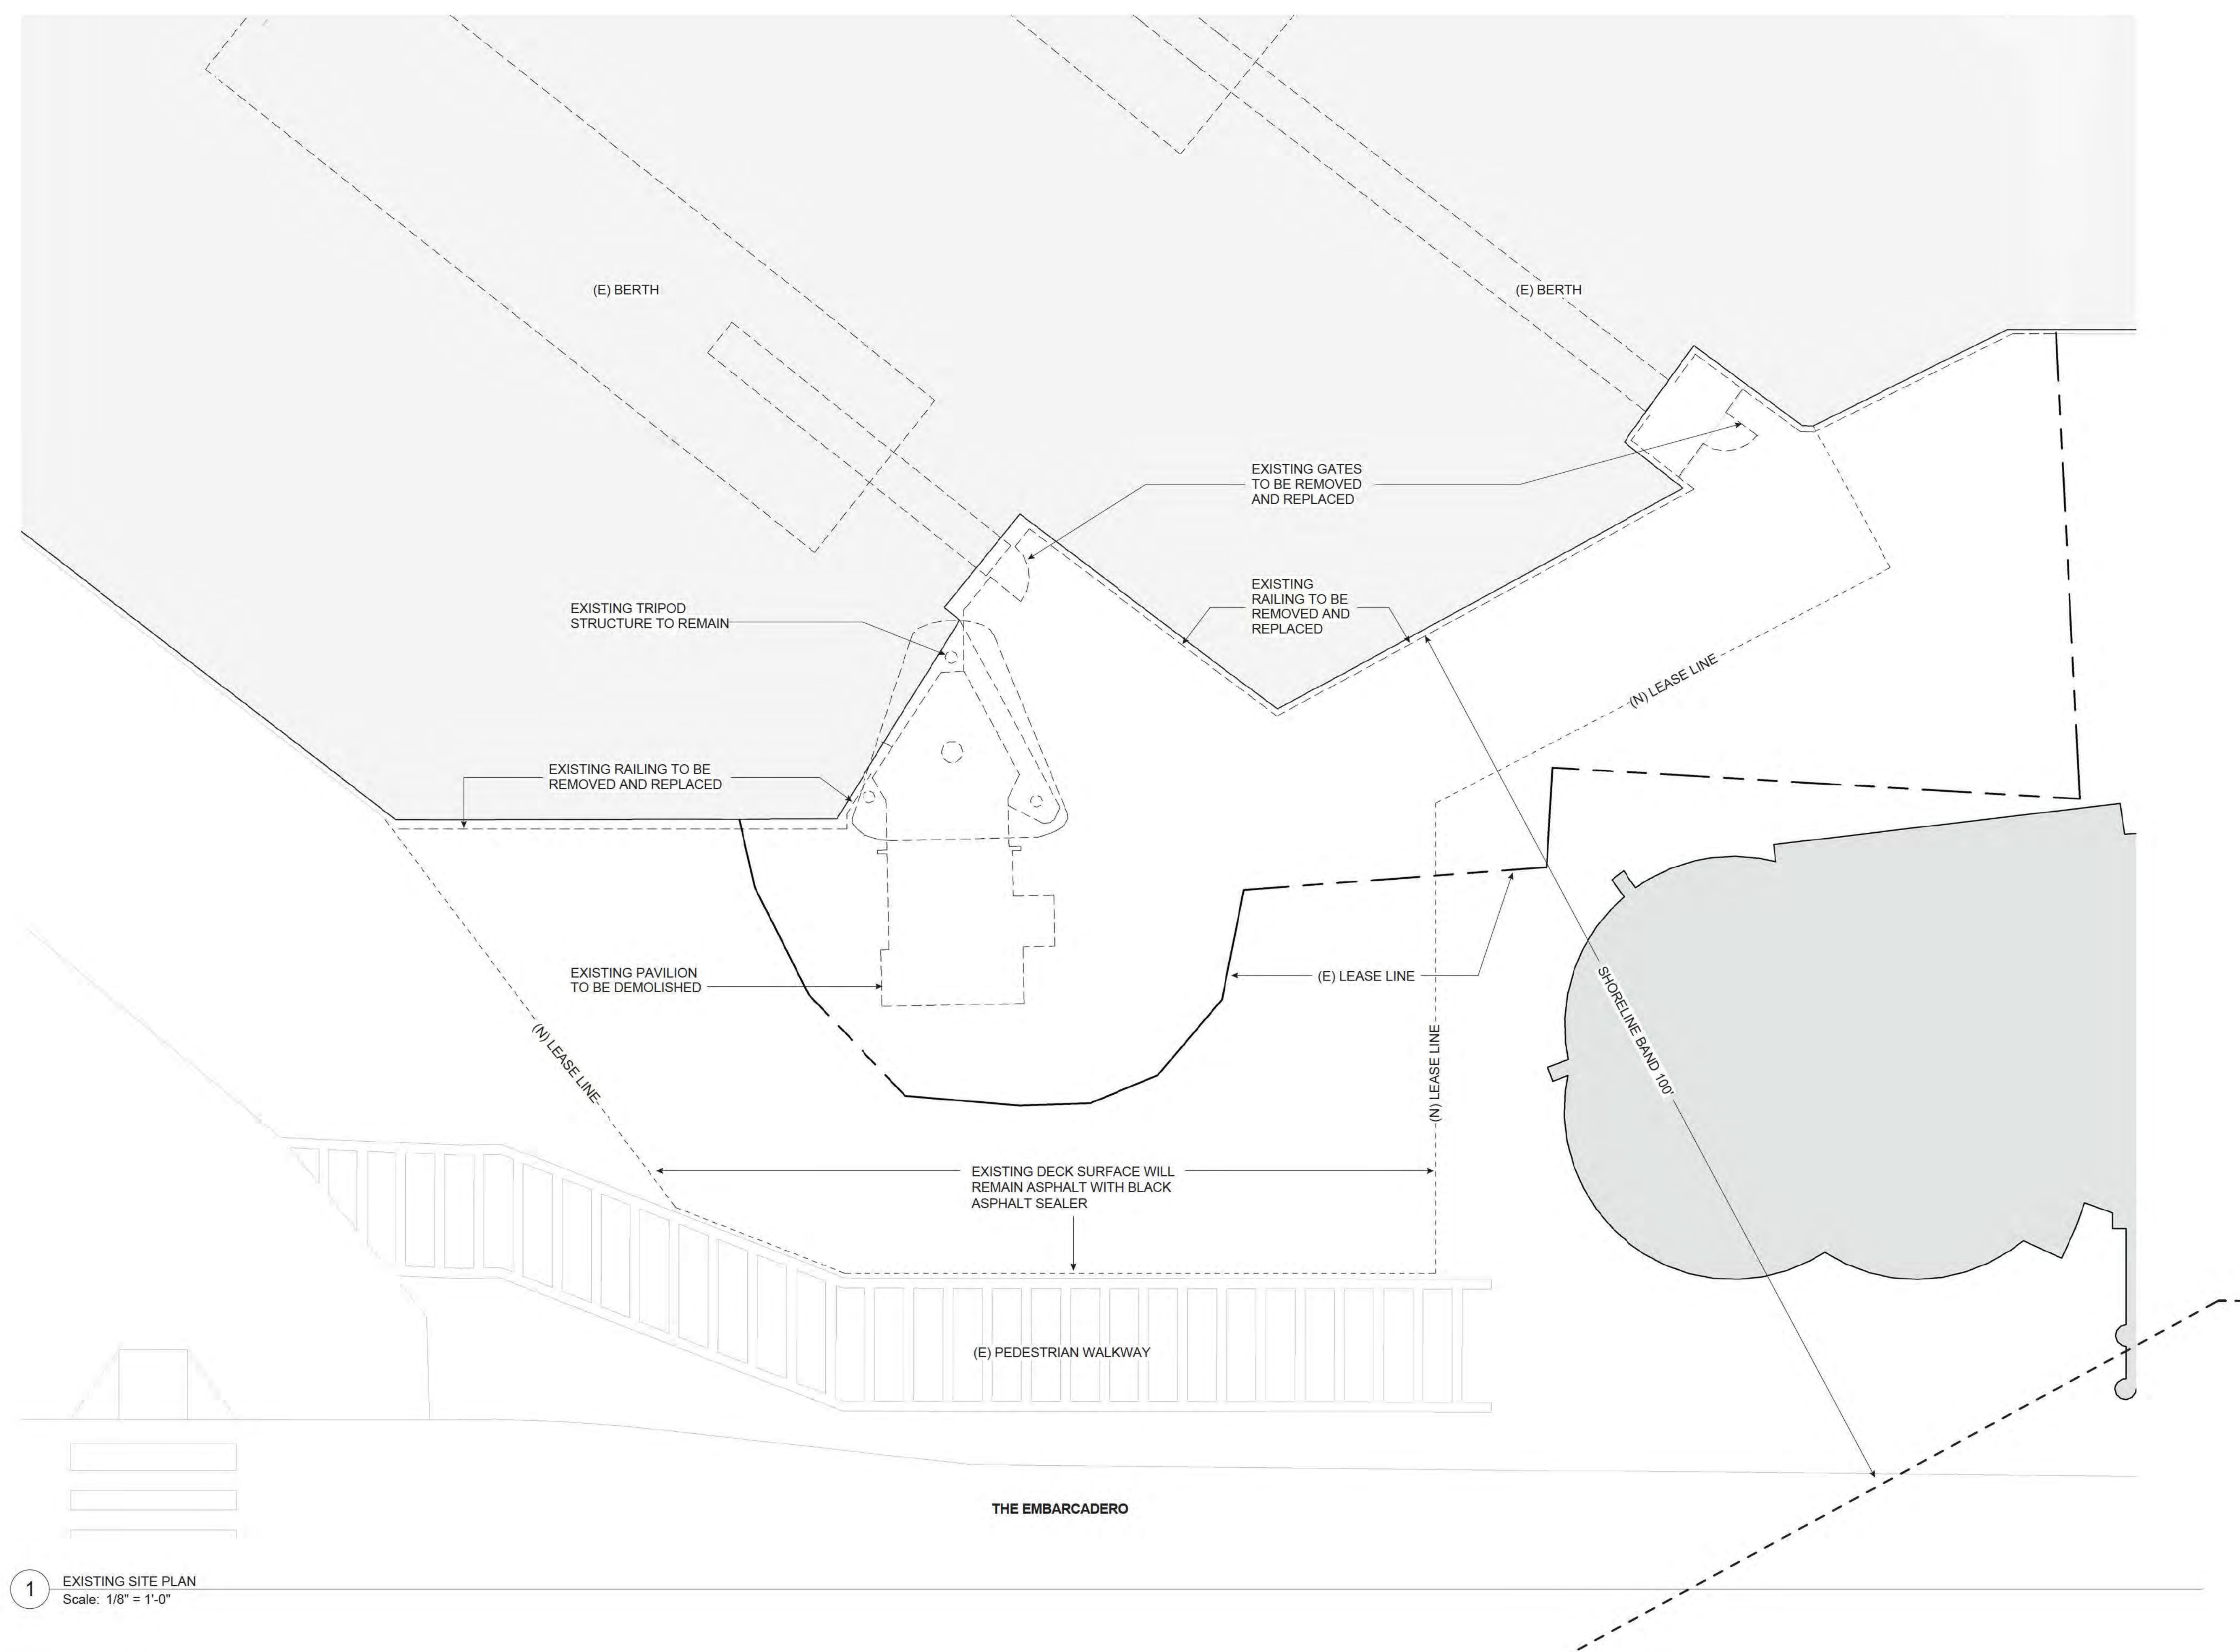 (E) BERTH
(E) BERTH
EXISTING GATES
TO BE REMOVED
AND REPLACED
EXISTING
RAILING TO BE
REMOVED AND
REPLACED
EXISTING TRIPOD
STRUCTURE TO REMAIN
(N) LEASE LINE
EXISTING RAILING TO BE
REMOVED AND REPLACED
EXISTING PAVILION
TO BE DEMOLISHED
(E) LEASE LINE
SHORELINE BAND 100'
(N) LEASE LINE
(N) LEASE LINE
EXISTING DECK SURFACE WILL
REMAIN ASPHALT WITH BLACK
ASPHALT SEALER
(E) PEDESTRIAN WALKWAY
THE EMBARCADERO
1
EXISTING SITE PLAN
Scale: 1/8" = 1'-0"